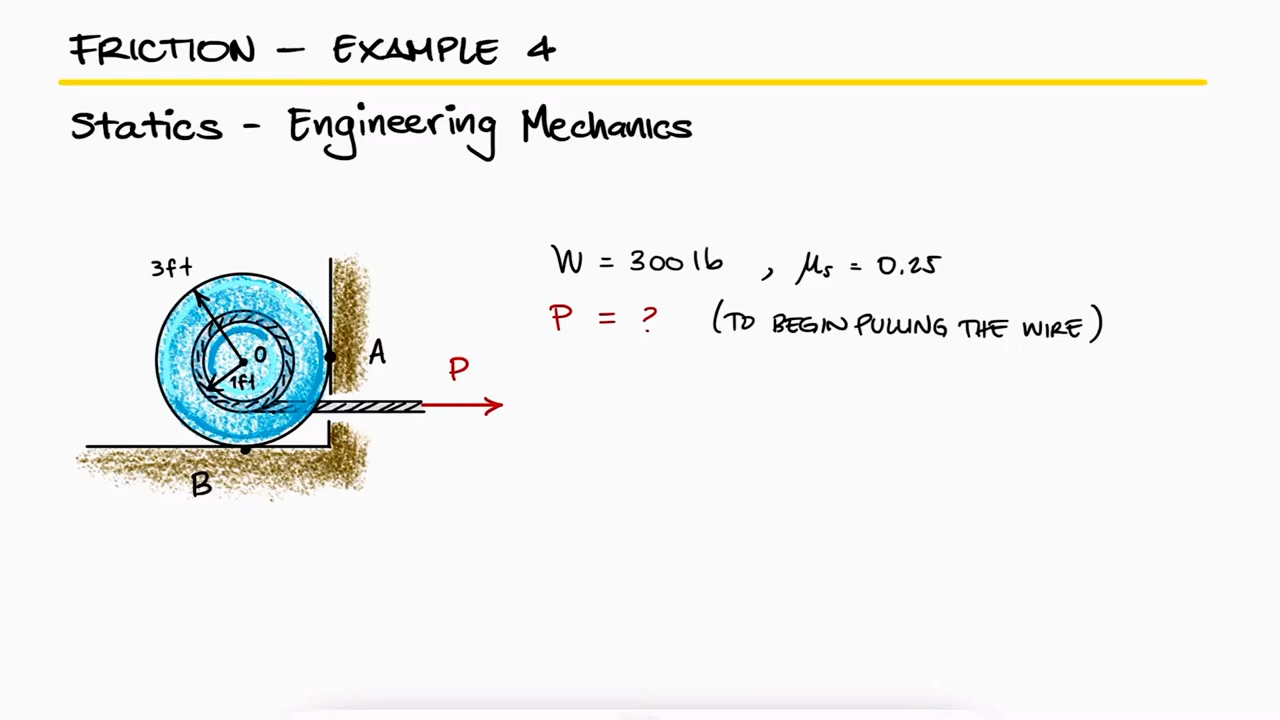 FRICTION – EXAMPLE 4
Statics - Engineering Mechanics
W = 300 lb , μs = 0.25
P = ? (TO BEGIN PULLING THE WIRE)
3ft
O
1ft
A
P
B